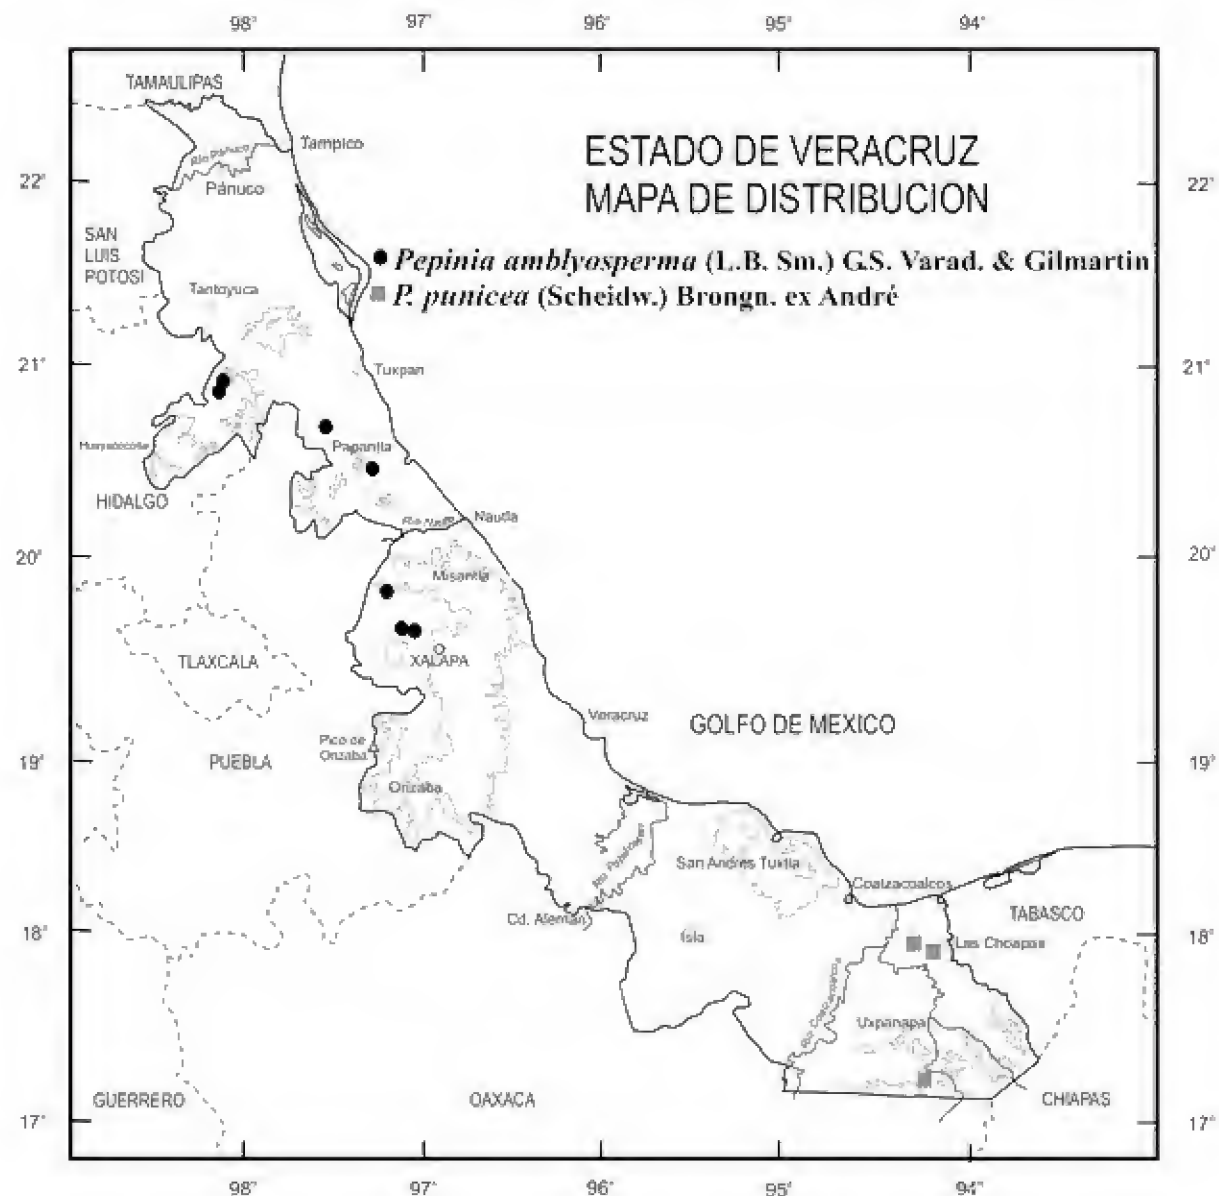 98° 97° 96° 95° 94°
TAMAULIPAS
Tampico
Río Pánuco
Pánuco
22° 22°
ESTADO DE VERACRUZ
MAPA DE DISTRIBUCION
SAN
LUIS
POTOSI
Pepinia amblyosperma (L.B. Sm.) G.S. Varad. & Gilmartin
P. punicea (Scheidw.) Brongn. ex André
Tantoyuca
21° 21°
Tuxpan
Papantla
HIDALGO
Nautla
20° 20°
Misantla
TLAXCALA
XALAPA
Veracruz
GOLFO DE MEXICO
Pico de
Orizaba
PUEBLA
19° 19°
Orizaba
San Andres Tuxtla
Coatzacoalcos
TABASCO
Cd. Alemán
18° 18°
Isla
Las Choapas
Uxpanapa
GUERRERO
OAXACA
CHIAPAS
17° 17°
98° 97° 96° 95° 94°